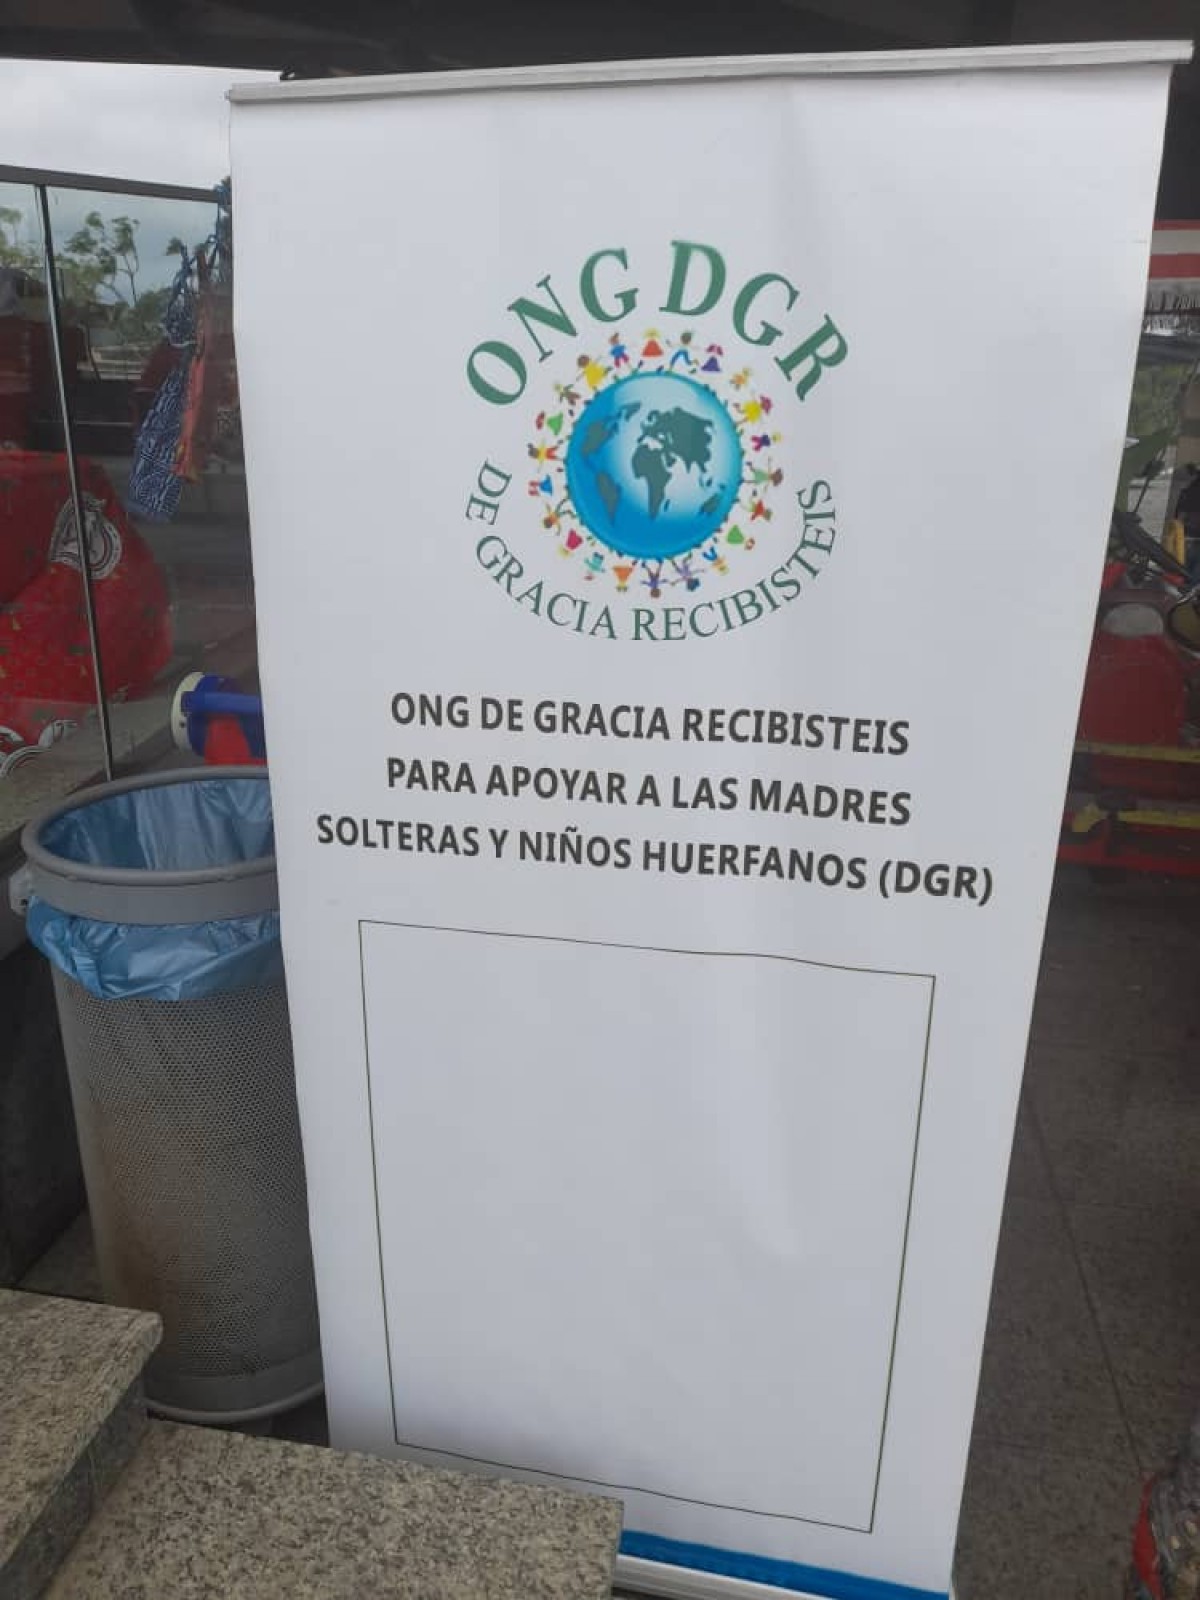 ONG DGR
DE GRACIA RECIBISTEIS
ONG DE GRACIA RECIBISTEIS
PARA APOYAR A LAS MADRES
SOLTERAS Y NIÑOS HUERFANOS (DGR)